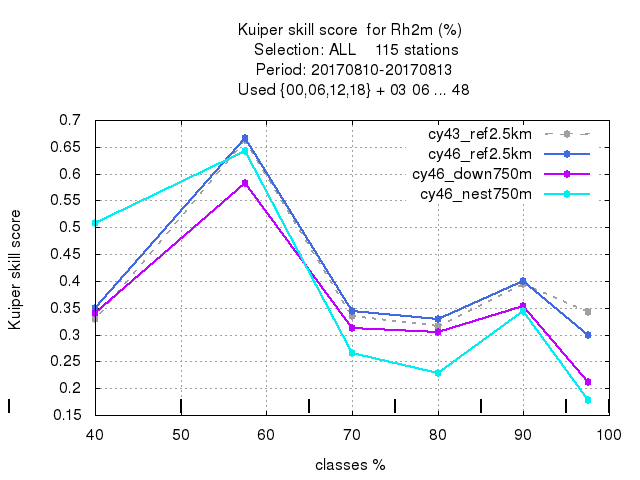 Kuiper skill score for Rh2m (%)
Selection: ALL 115 stations
Period: 20170810-20170813
Used {00,06,12,18} + 03 06 ... 48
cy43_ref2.5km
cy46_ref2.5km
cy46_down750m
cy46_nest750m
0.7
0.65
0.6
0.55
0.5
0.45
0.4
0.35
0.3
0.25
0.2
0.15
Kuiper skill score
40 50 60 70 80 90 100
classes %